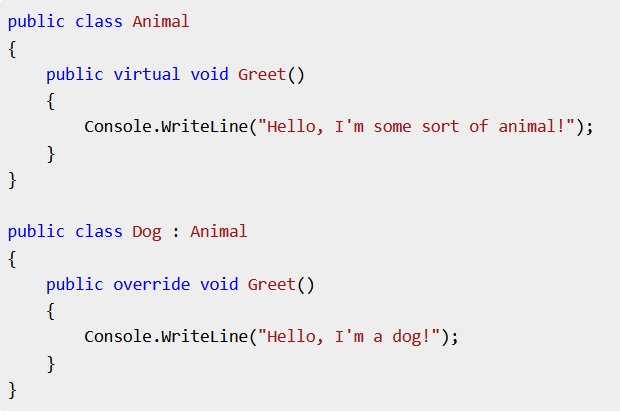 public class Animal
{
    public virtual void Greet()
    {
        Console.WriteLine("Hello, I'm some sort of animal!");
    }
}

public class Dog : Animal
{
    public override void Greet()
    {
        Console.WriteLine("Hello, I'm a dog!");
    }
}